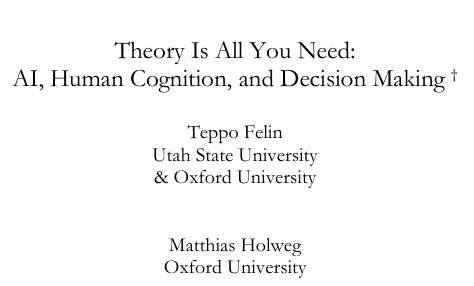 Theory Is All You Need:
AI, Human Cognition, and Decision Making †
Teppo Felin
Utah State University
& Oxford University
Matthias Holweg
Oxford University